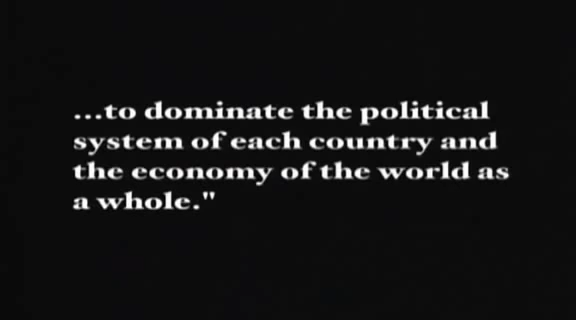 ...to dominate the political
system of each country and
the economy of the world as
a whole."